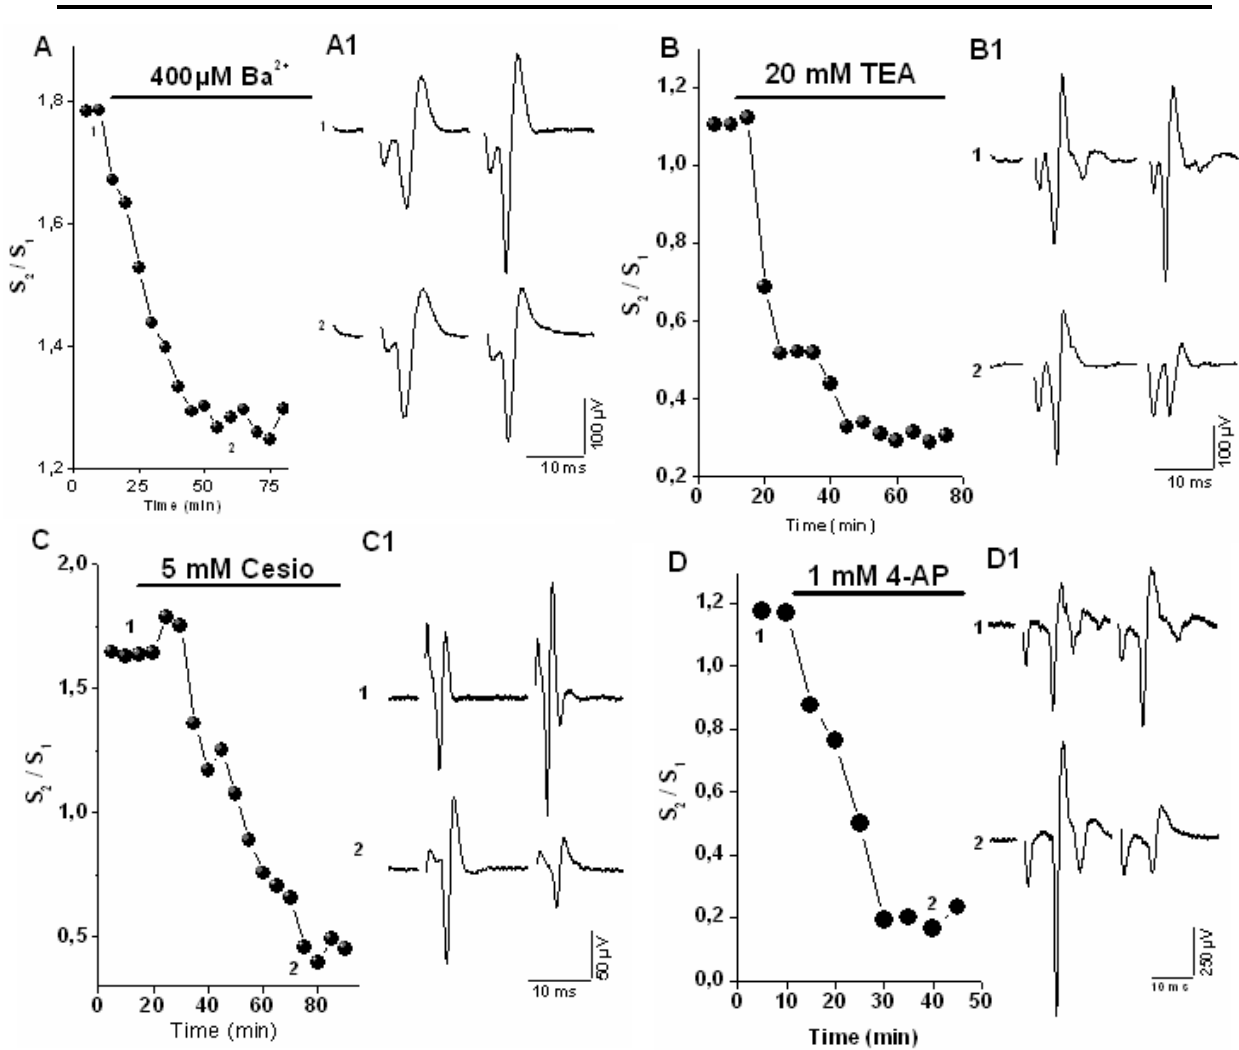 A
400µM Ba²⁺
1,8
1,6
1,4
1,2
S₂ / S₁
1
2
0
25
50
75
Time (min)
A1
1
2
100 µV
10 ms
B
20 mM TEA
1,2
1,0
0,8
0,6
0,4
0,2
S₂ / S₁
0
20
40
60
80
Time (min)
B1
1
2
100 µV
10 ms
C
5 mM Cesio
2,0
1,5
1,0
0,5
S₂ / S₁
1
2
0
20
40
60
80
Time (min)
C1
1
2
50 µV
10 ms
D
1 mM 4-AP
1,2
1,0
0,8
0,6
0,4
0,2
0,0
S₂ / S₁
1
2
0
10
20
30
40
50
Time (min)
D1
1
2
250 µV
10 ms